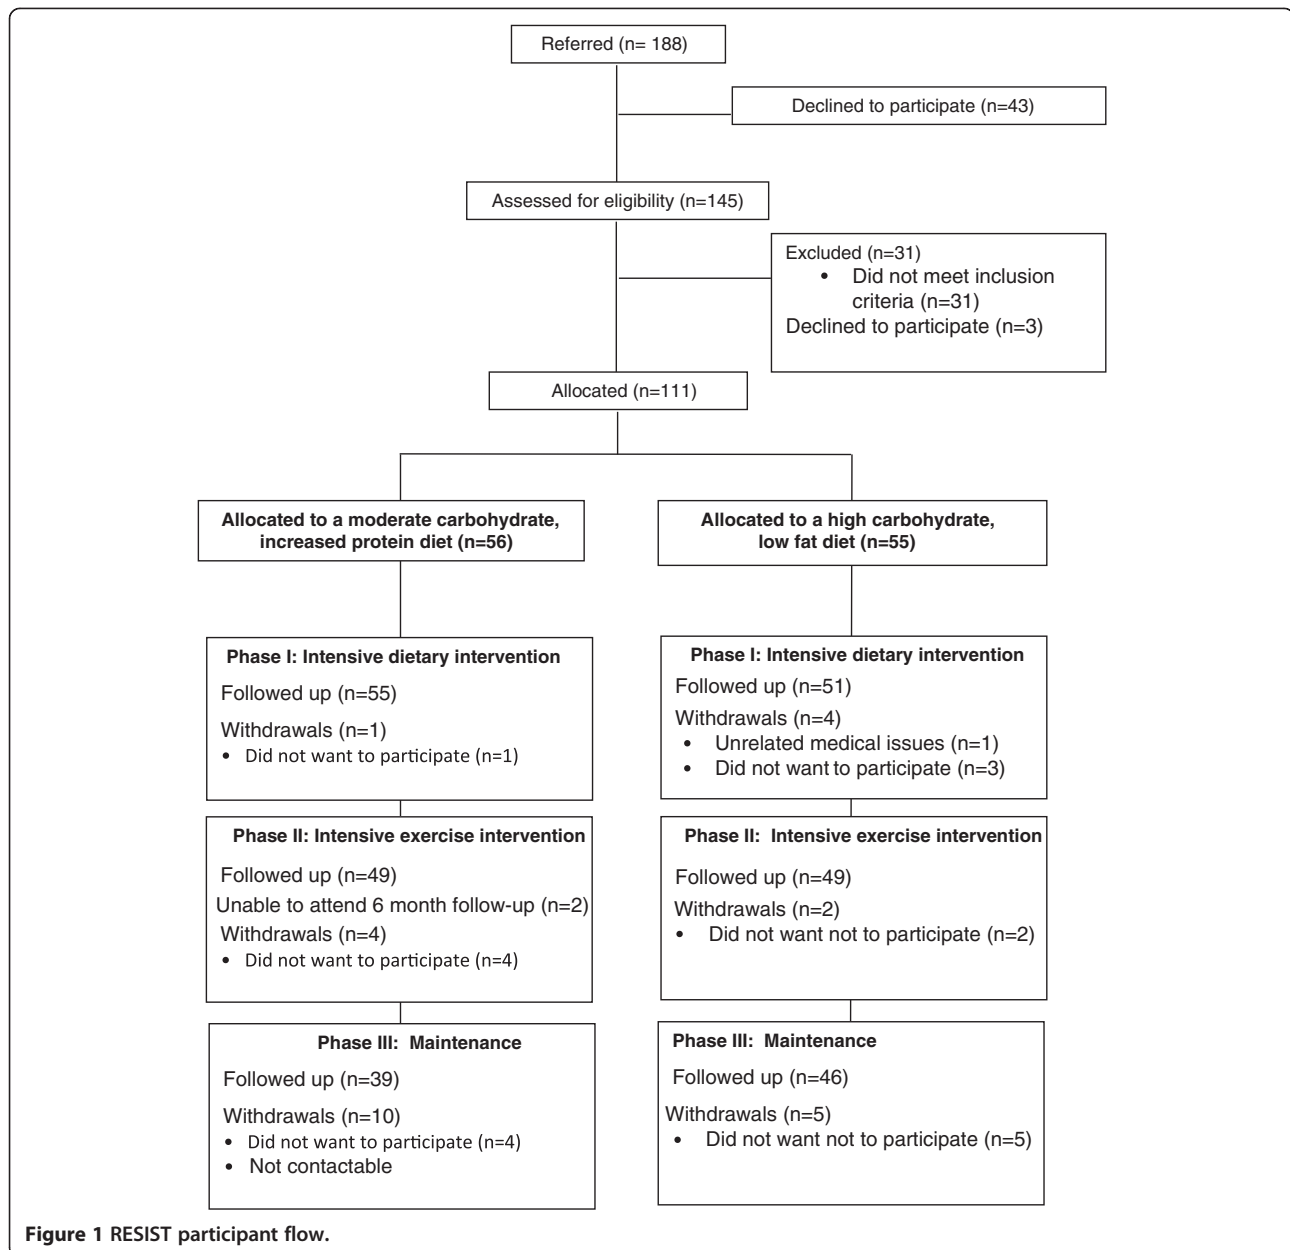 Referred (n= 188)
Declined to participate (n=43)
Assessed for eligibility (n=145)
Excluded (n=31)
• Did not meet inclusion
criteria (n=31)
Declined to participate (n=3)
Allocated (n=111)
Allocated to a moderate carbohydrate,
increased protein diet (n=56)
Allocated to a high carbohydrate,
low fat diet (n=55)
Phase I: Intensive dietary intervention
Followed up (n=55)
Withdrawals (n=1)
• Did not want to participate (n=1)
Phase I: Intensive dietary intervention
Followed up (n=51)
Withdrawals (n=4)
• Unrelated medical issues (n=1)
• Did not want to participate (n=3)
Phase II: Intensive exercise intervention
Followed up (n=49)
Unable to attend 6 month follow-up (n=2)
Withdrawals (n=4)
• Did not want to participate (n=4)
Phase II: Intensive exercise intervention
Followed up (n=49)
Withdrawals (n=2)
• Did not want not to participate (n=2)
Phase III: Maintenance
Followed up (n=39)
Withdrawals (n=10)
• Did not want to participate (n=4)
• Not contactable
Phase III: Maintenance
Followed up (n=46)
Withdrawals (n=5)
• Did not want not to participate (n=5)
Figure 1 RESIST participant flow.